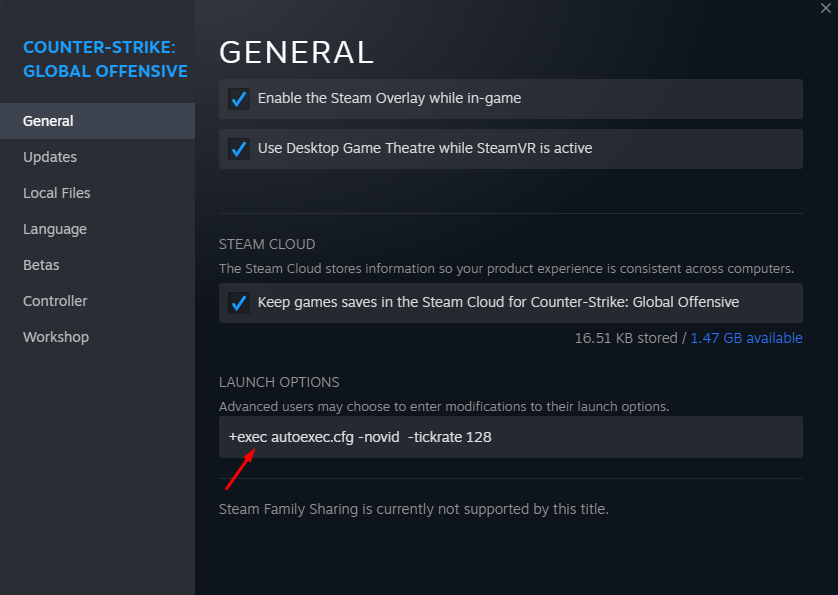 COUNTER-STRIKE:
GLOBAL OFFENSIVE
General
Updates
Local Files
Language
Betas
Controller
Workshop
GENERAL
Enable the Steam Overlay while in-game
Use Desktop Game Theatre while SteamVR is active
STEAM CLOUD
The Steam Cloud stores information so your product experience is consistent across computers.
Keep games saves in the Steam Cloud for Counter-Strike: Global Offensive
16.51 KB stored / 1.47 GB available
LAUNCH OPTIONS
Advanced users may choose to enter modifications to their launch options.
+exec autoexec.cfg -novid  -tickrate 128
Steam Family Sharing is currently not supported by this title.